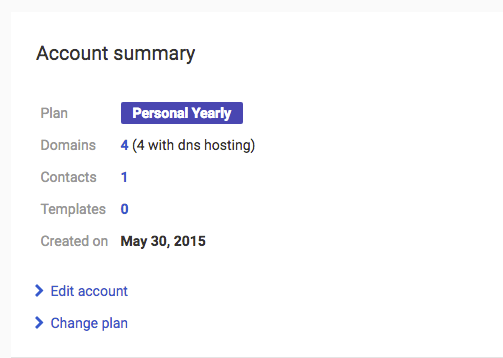 Account summary
Plan Personal Yearly
Domains 4 (4 with dns hosting)
Contacts 1
Templates 0
Created on May 30, 2015
Edit account
Change plan